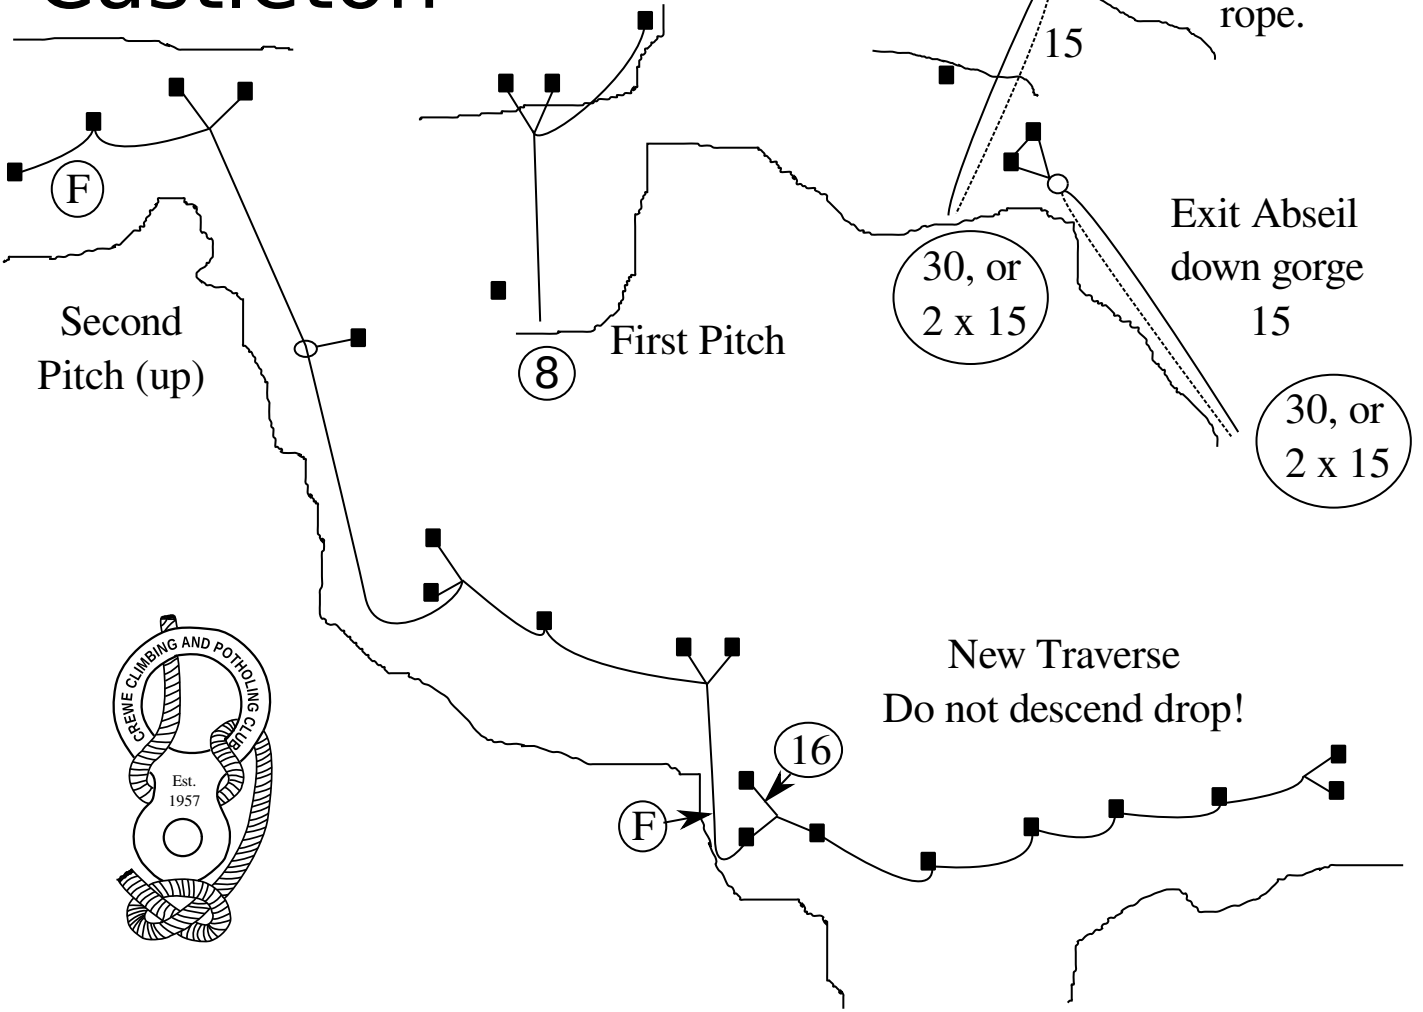 Castleton
rope.
15
F
Second
Pitch (up)
8
First Pitch
30, or
2 x 15
Exit Abseil
down gorge
15
30, or
2 x 15
CREWE CLIMBING AND POTHOLING CLUB
Est.
1957
New Traverse
Do not descend drop!
16
F